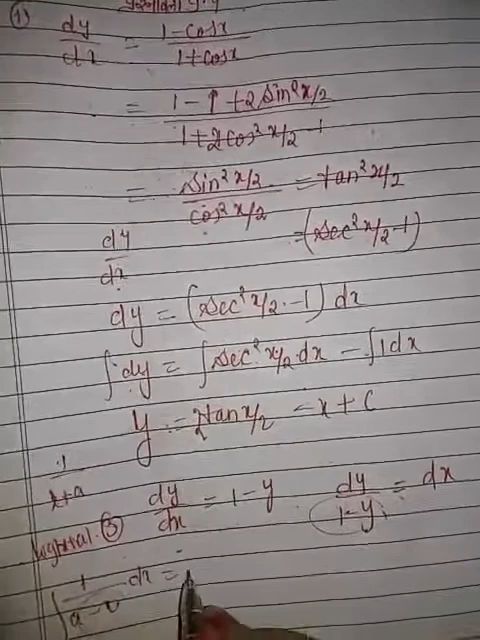 (1) dy/dx = 1-cosx/1+cosx
= 1-1+2sin²x/2 / 1+2cos²x/2-1
= sin²x/2 / cos²x/2 = tan²x/2
dy/dx = (sec²x/2-1)
dy = (sec²x/2-1)dx
∫dy = ∫sec²x/2.dx - ∫1dx
y = 2tanx/2 - x + C
1/x+a
(3) dy/dx = 1-y dy/1-y = dx
∫ 1/a-v dx =